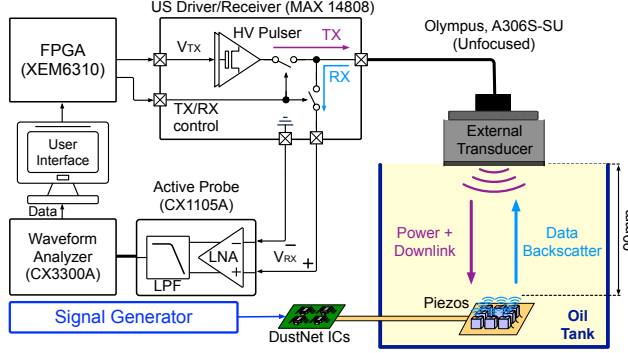 US Driver/Receiver (MAX 14808)
FPGA
(XEM6310)
VTX
HV Pulser
TX
RX
TX/RX
control
Olympus, A306S-SU
(Unfocused)
External
Transducer
User
Interface
Data
Active Probe
(CX1105A)
Waveform
Analyzer
(CX3300A)
LPF
LNA
−
+
VRX
−
+
Power +
Downlink
Data
Backscatter
90mm
Signal Generator
DustNet ICs
Piezos
Oil
Tank